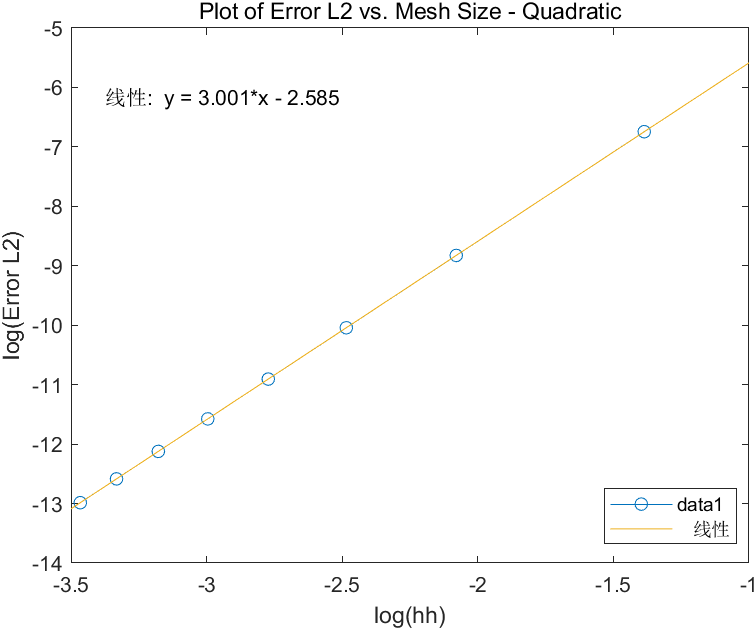 Plot of Error L2 vs. Mesh Size - Quadratic
-5
-6
线性:  y = 3.001*x - 2.585
-7
-8
-9
log(Error L2)
-10
-11
-12
-13
data1
线性
-14
-3.5 -3 -2.5 -2 -1.5 -1
log(hh)